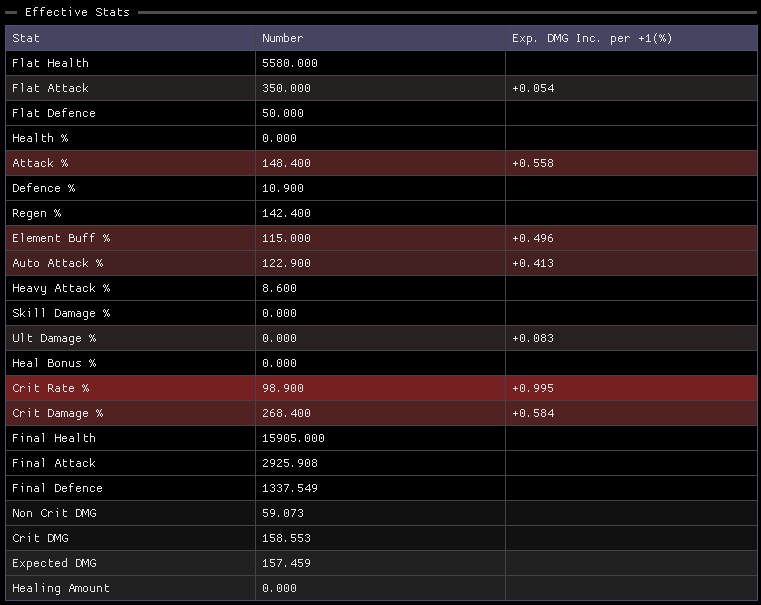 Effective Stats
Stat Number Exp. DMG Inc. per +1(%)
Flat Health 5580.000
Flat Attack 350.000 +0.054
Flat Defence 50.000
Health % 0.000
Attack % 148.400 +0.558
Defence % 10.900
Regen % 142.400
Element Buff % 115.000 +0.496
Auto Attack % 122.900 +0.413
Heavy Attack % 8.600
Skill Damage % 0.000
Ult Damage % 0.000 +0.083
Heal Bonus % 0.000
Crit Rate % 98.900 +0.995
Crit Damage % 268.400 +0.584
Final Health 15905.000
Final Attack 2925.908
Final Defence 1337.549
Non Crit DMG 59.073
Crit DMG 158.553
Expected DMG 157.459
Healing Amount 0.000